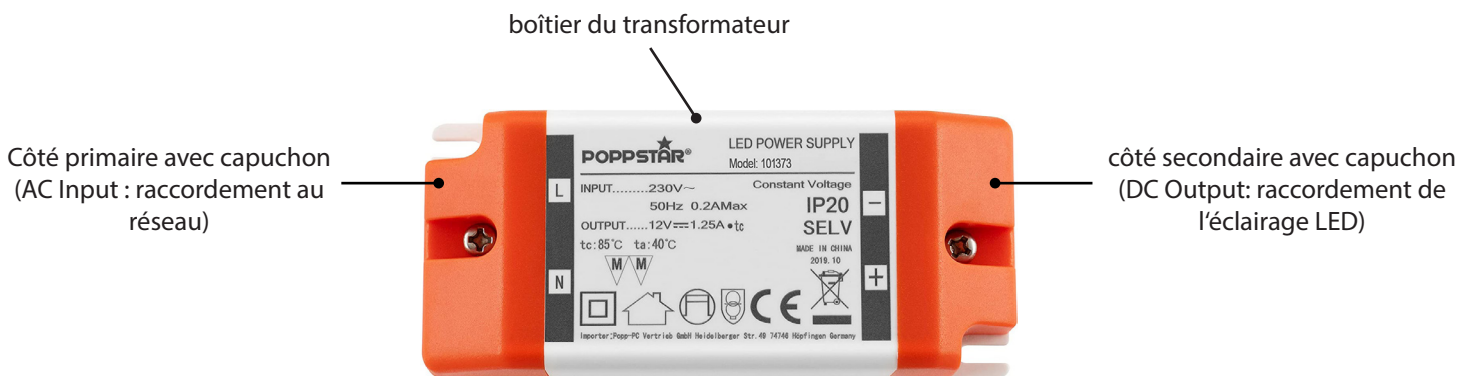 boîtier du transformateur
Côté primaire avec capuchon
(AC Input : raccordement au
réseau)
POPPSTAR®
LED POWER SUPPLY
Model: 101373
L
INPUT.........230V~
50Hz 0.2AMax
OUTPUT......12V⎓1.25A•tc
tc:85°C ta:40°C
Constant Voltage
IP20
SELV
MADE IN CHINA
2019.10
M M
N
−
+
CE
Importer:Popp-PC Vertrieb GmbH Heidelberger Str.49 74746 Höpfingen Germany
côté secondaire avec capuchon
(DC Output: raccordement de
l‘éclairage LED)